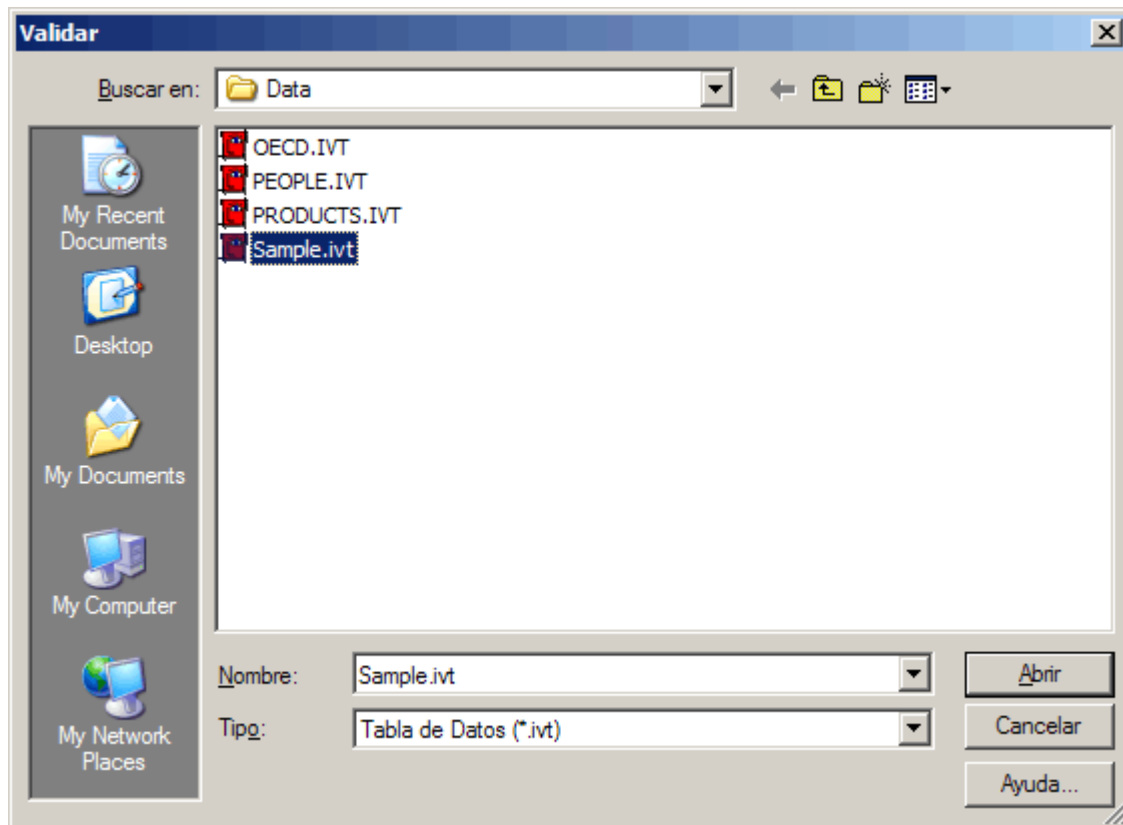 Validar
Buscar en: Data
My Recent
Documents
Desktop
My Documents
My Computer
My Network
Places
OECD.IVT
PEOPLE.IVT
PRODUCTS.IVT
Sample.ivt
Nombre: Sample.ivt Abrir
Tipo: Tabla de Datos (*.ivt) Cancelar
Ayuda...